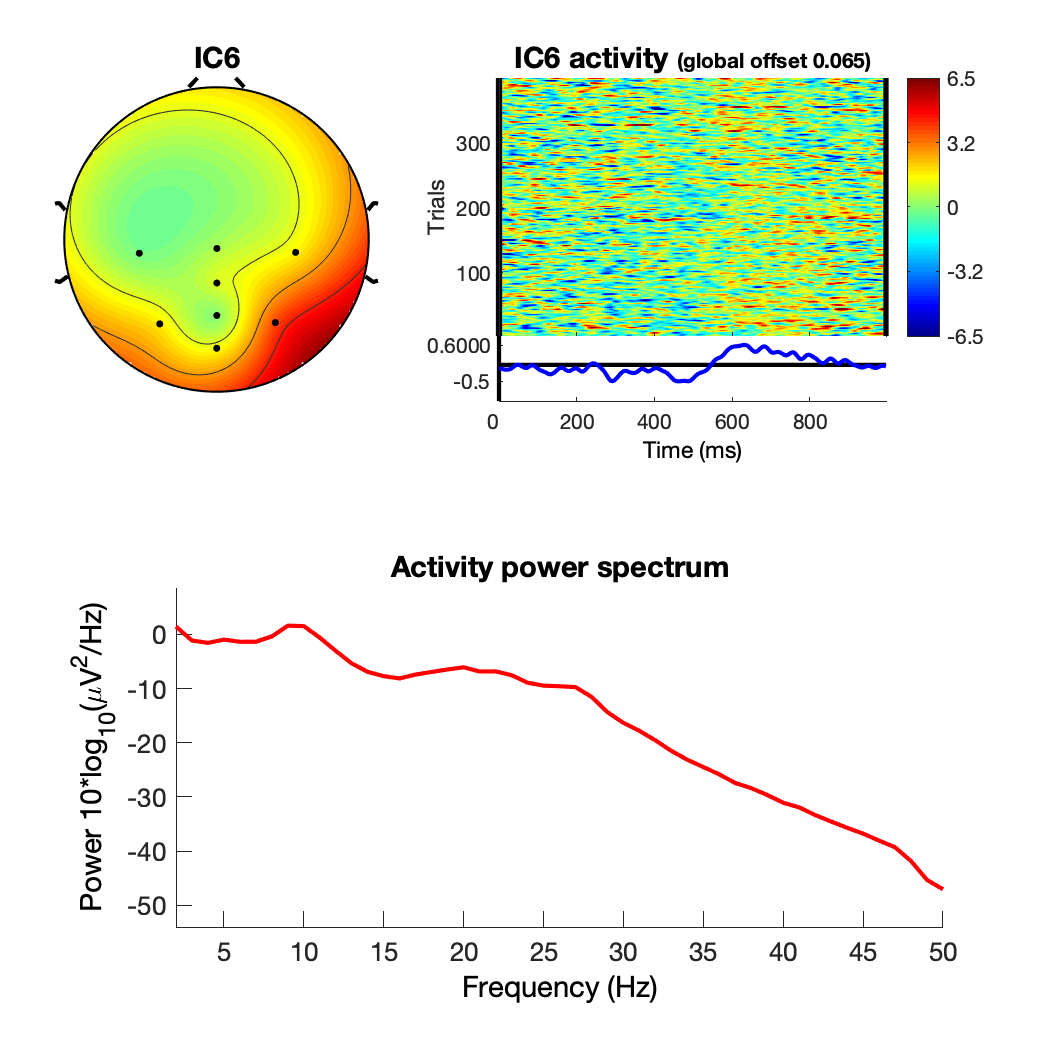 IC6
IC6 activity (global offset 0.065)
6.5
3.2
0
-3.2
-6.5
Trials
300
200
100
0.6000
-0.5
0 200 400 600 800
Time (ms)
Activity power spectrum
Power 10*log10(μV2/Hz)
0
-10
-20
-30
-40
-50
5 10 15 20 25 30 35 40 45 50
Frequency (Hz)